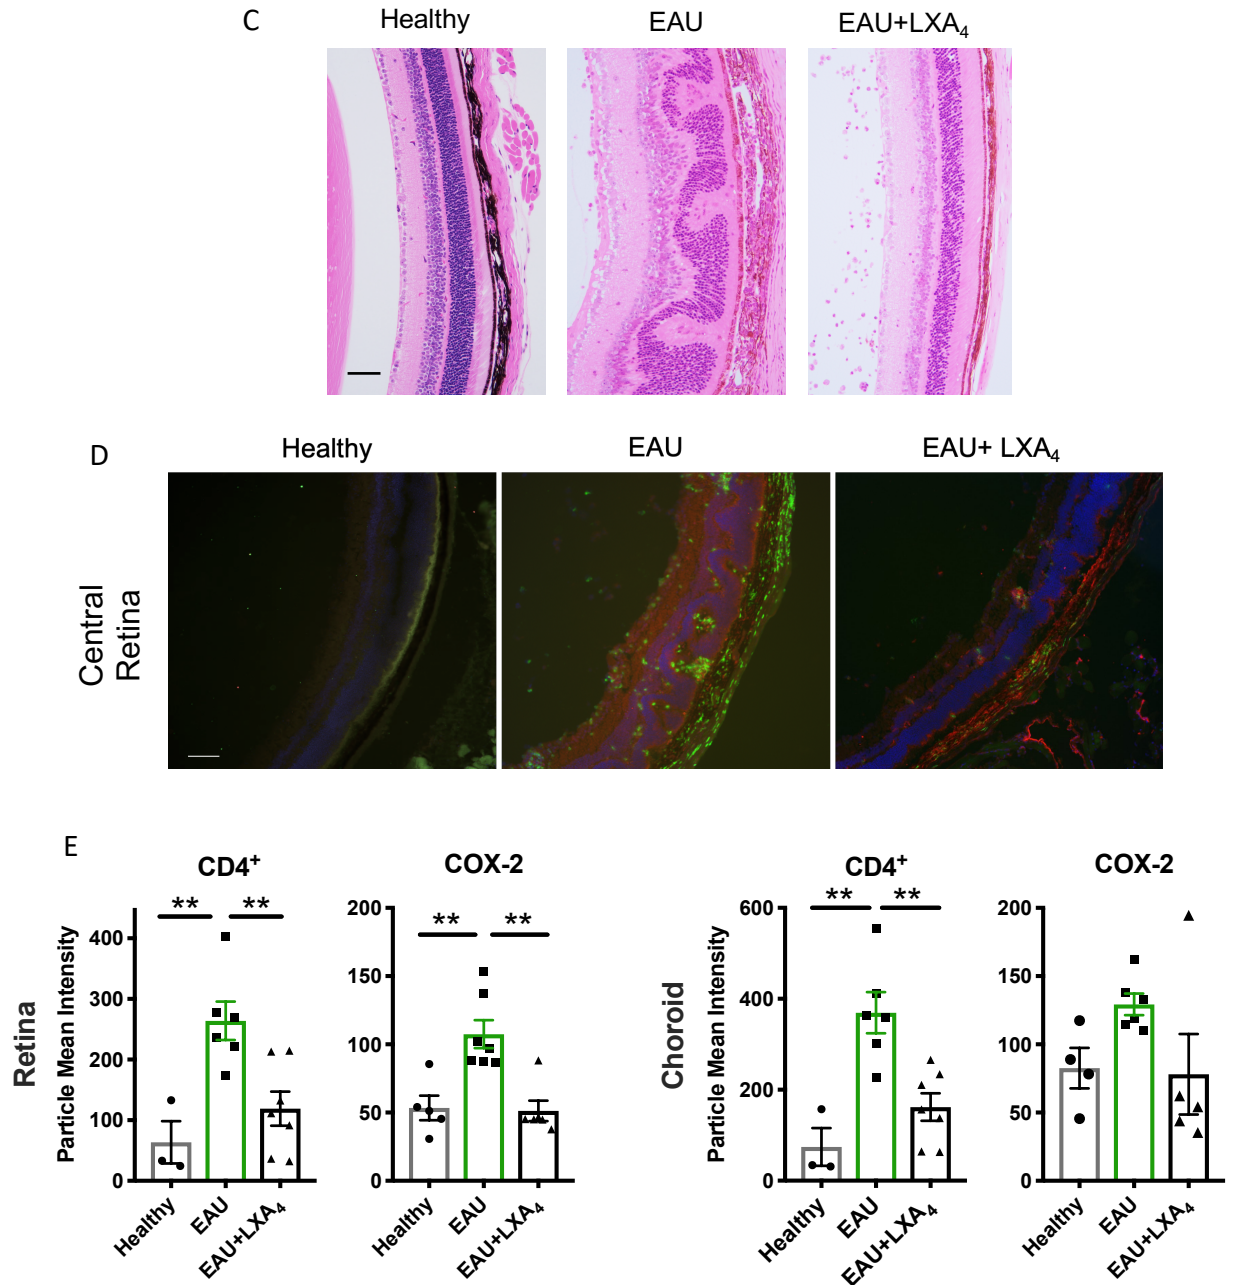 C
Healthy
EAU
EAU+LXA₄
D
Healthy
EAU
EAU+ LXA₄
Central
Retina
E
Retina
CD4⁺
** **
Particle Mean Intensity
400
300
200
100
0
Healthy
EAU
EAU+LXA₄
COX-2
** **
200
150
100
50
0
Healthy
EAU
EAU+LXA₄
Choroid
CD4⁺
** **
Particle Mean Intensity
600
400
200
0
Healthy
EAU
EAU+LXA₄
COX-2
200
150
100
50
0
Healthy
EAU
EAU+LXA₄